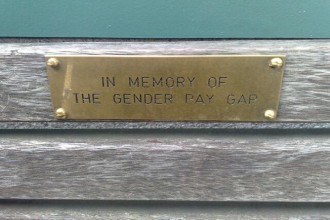 IN MEMORY OF
THE GENDER PAY GAP